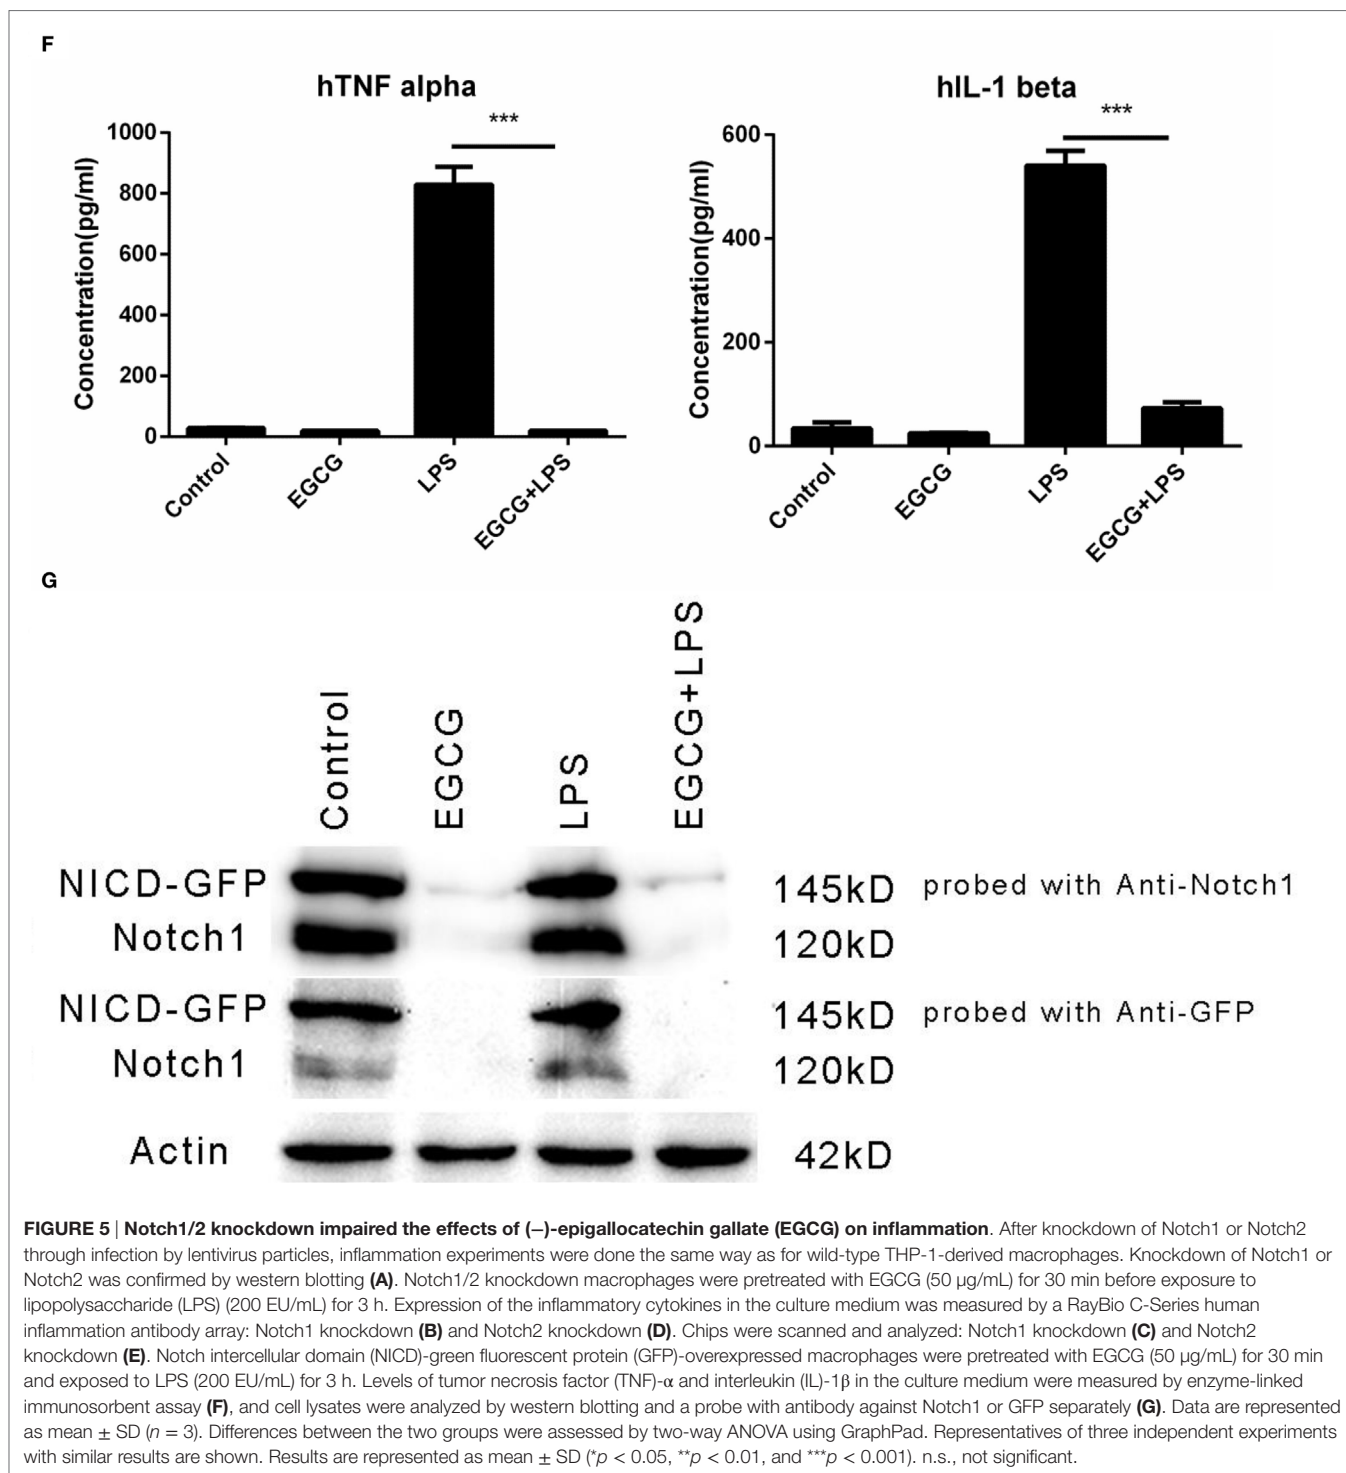 F
hTNF alpha
***
Concentration(pg/ml)
1000
800
600
400
200
0
Control
EGCG
LPS
EGCG+LPS
hIL-1 beta
***
Concentration(pg/ml)
600
400
200
0
Control
EGCG
LPS
EGCG+LPS
G
Control
EGCG
LPS
EGCG+LPS
NICD-GFP 145kD probed with Anti-Notch1
Notch1 120kD
NICD-GFP 145kD probed with Anti-GFP
Notch1 120kD
Actin 42kD
FIGURE 5 | Notch1/2 knockdown impaired the effects of (−)-epigallocatechin gallate (EGCG) on inflammation. After knockdown of Notch1 or Notch2
through infection by lentivirus particles, inflammation experiments were done the same way as for wild-type THP-1-derived macrophages. Knockdown of Notch1 or
Notch2 was confirmed by western blotting (A). Notch1/2 knockdown macrophages were pretreated with EGCG (50 μg/mL) for 30 min before exposure to
lipopolysaccharide (LPS) (200 EU/mL) for 3 h. Expression of the inflammatory cytokines in the culture medium was measured by a RayBio C-Series human
inflammation antibody array: Notch1 knockdown (B) and Notch2 knockdown (D). Chips were scanned and analyzed: Notch1 knockdown (C) and Notch2
knockdown (E). Notch intercellular domain (NICD)-green fluorescent protein (GFP)-overexpressed macrophages were pretreated with EGCG (50 μg/mL) for 30 min
and exposed to LPS (200 EU/mL) for 3 h. Levels of tumor necrosis factor (TNF)-α and interleukin (IL)-1β in the culture medium were measured by enzyme-linked
immunosorbent assay (F), and cell lysates were analyzed by western blotting and a probe with antibody against Notch1 or GFP separately (G). Data are represented
as mean ± SD (n = 3). Differences between the two groups were assessed by two-way ANOVA using GraphPad. Representatives of three independent experiments
with similar results are shown. Results are represented as mean ± SD (*p < 0.05, **p < 0.01, and ***p < 0.001). n.s., not significant.